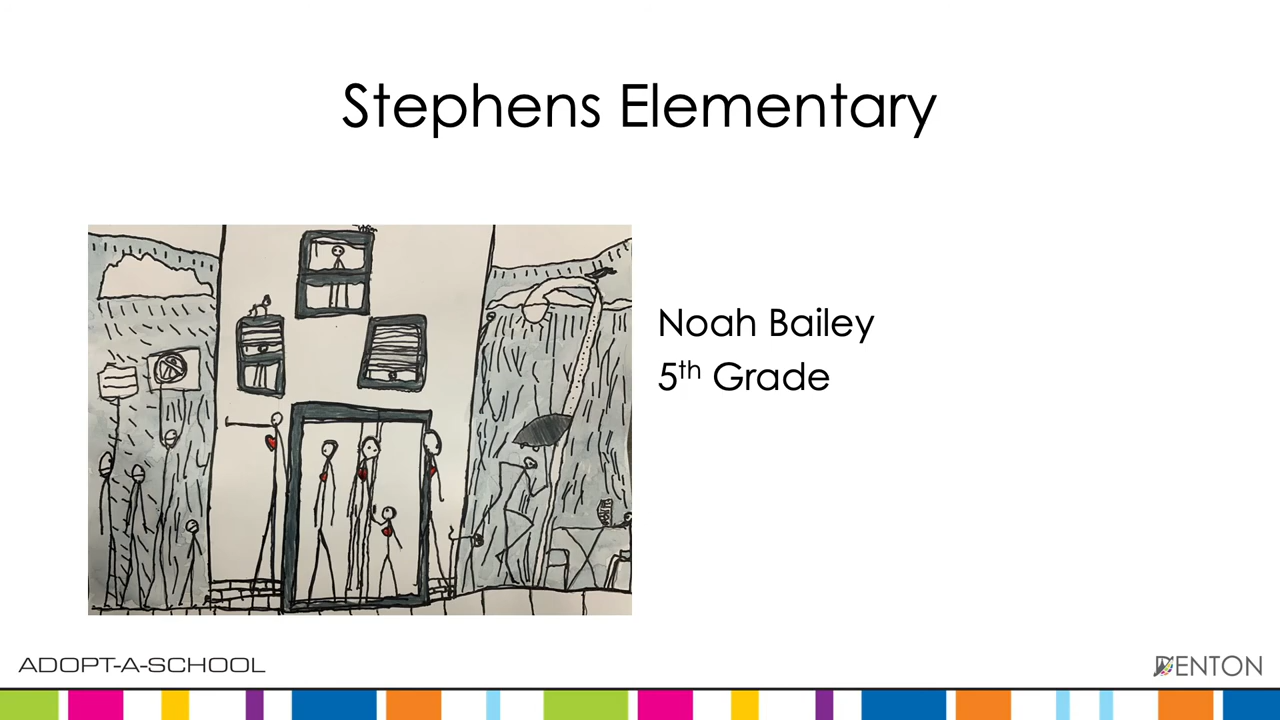 Stephens Elementary
Noah Bailey
5th Grade
ADOPT-A-SCHOOL
DENTON